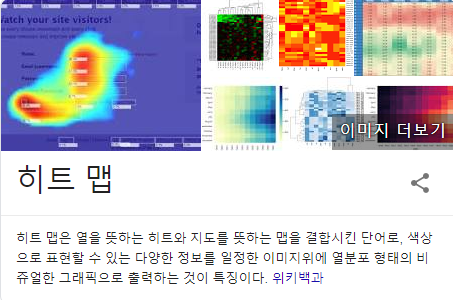 Watch your site visitors!
이미지 더보기
히트 맵
히트 맵은 열을 뜻하는 히트와 지도를 뜻하는 맵을 결합시킨 단어로, 색상
으로 표현할 수 있는 다양한 정보를 일정한 이미지위에 열분포 형태의 비
쥬얼한 그래픽으로 출력하는 것이 특징이다. 위키백과